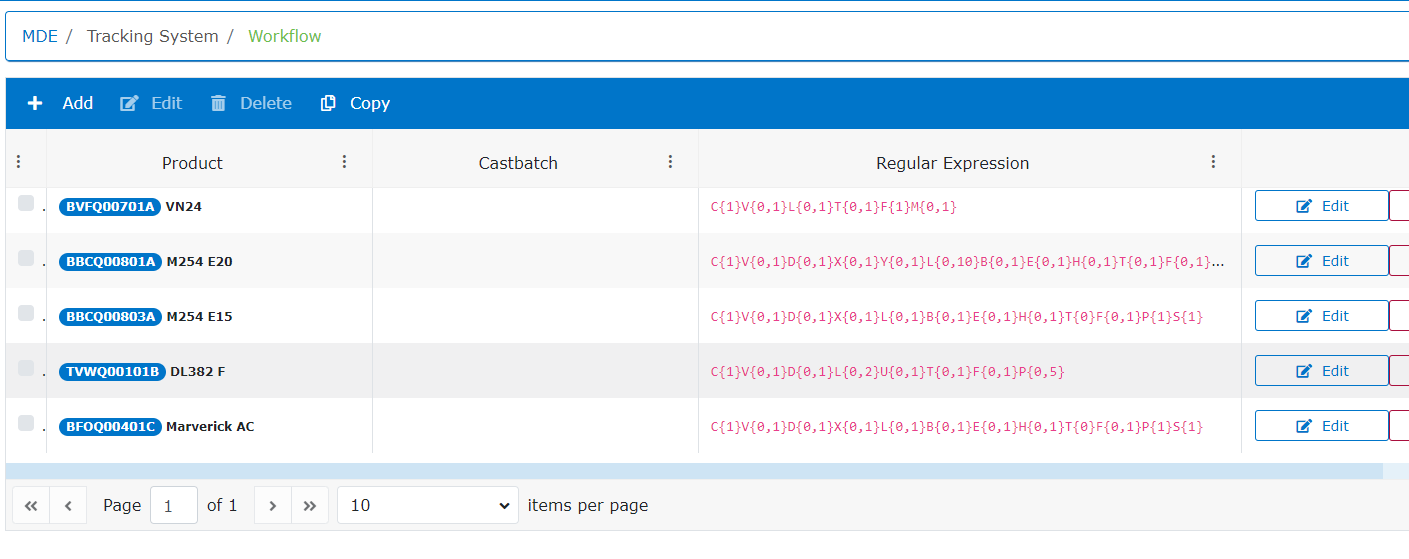 MDE / Tracking System / Workflow
Add Edit Delete Copy
Product Castbatch Regular Expression
BVFQ00701A VN24 C{1}V{0,1}L{0,1}T{0,1}F{1}M{0,1} Edit
BBCQ00801A M254 E20 C{1}V{0,1}D{0,1}X{0,1}Y{0,1}L{0,10}B{0,1}E{0,1}H{0,1}T{0,1}F{0,1}... Edit
BBCQ00803A M254 E15 C{1}V{0,1}D{0,1}X{0,1}L{0,1}B{0,1}E{0,1}H{0,1}T{0}F{0,1}P{1}S{1} Edit
TVWQ00101B DL382 F C{1}V{0,1}D{0,1}L{0,2}U{0,1}T{0,1}F{0,1}P{0,5} Edit
BFOQ00401C Marverick AC C{1}V{0,1}D{0,1}X{0,1}L{0,1}B{0,1}E{0,1}H{0,1}T{0}F{0,1}P{1}S{1} Edit
Page 1 of 1 10 items per page